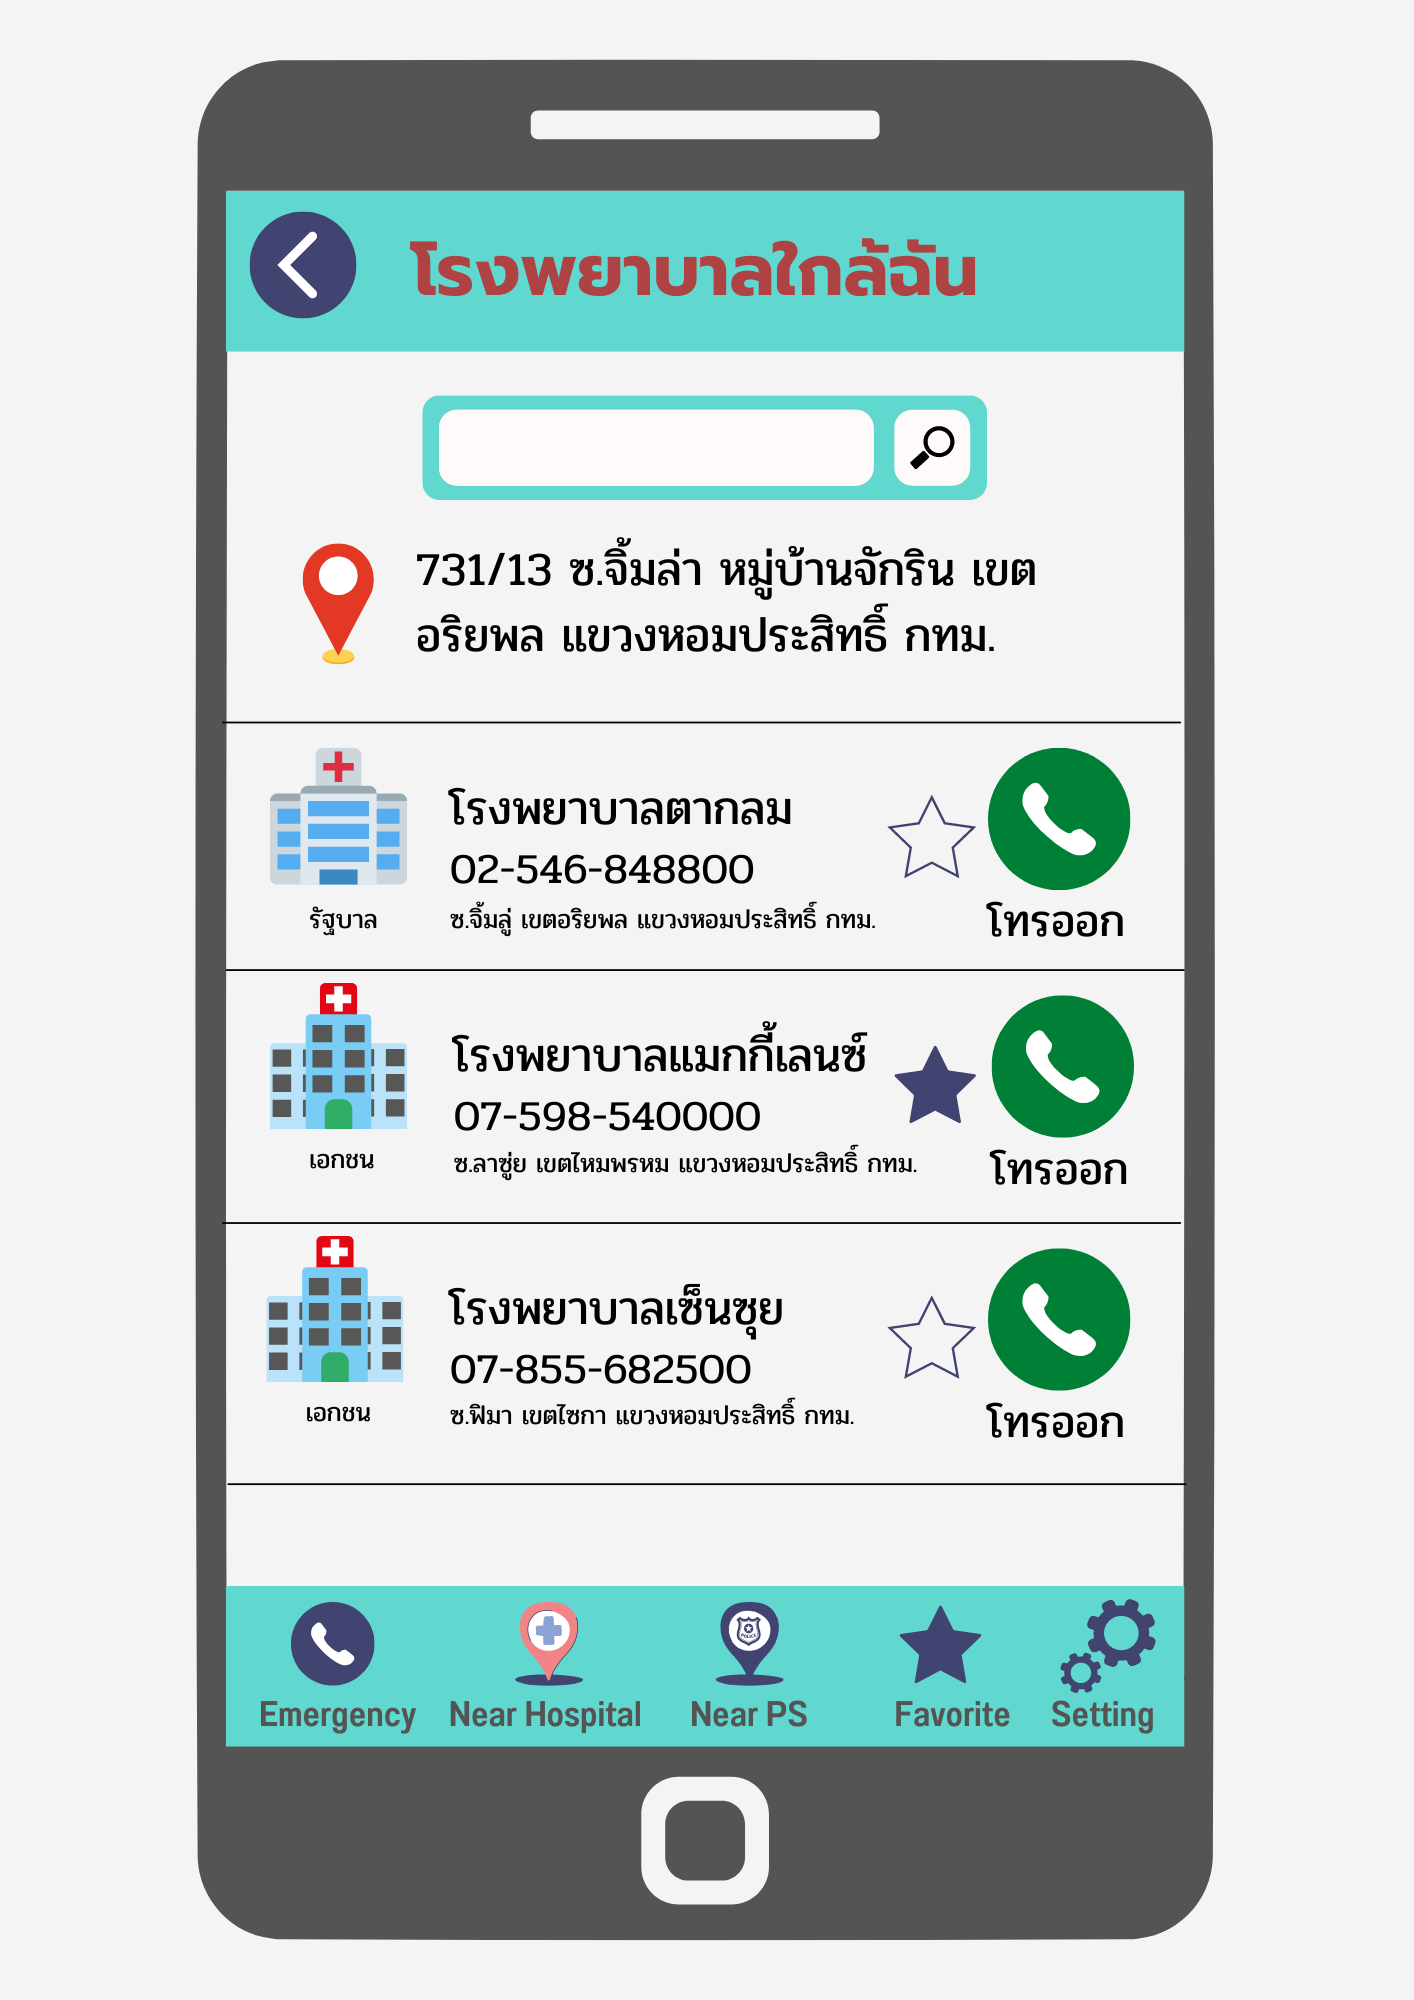 โรงพยาบาลใกล้ฉัน
731/13 ซ.จิ้มล่า หมู่บ้านจักริน เขต
อริยพล แขวงหอมประสิทธิ์ กทม.
โรงพยาบาลตากลม
02-546-848800
รัฐบาล
ซ.จิ้มลู่ เขตอริยพล แขวงหอมประสิทธิ์ กทม.
โทรออก
โรงพยาบาลแมกกี้เลนซ์
07-598-540000
เอกชน
ซ.ลาซู่ย เขตไหมพรหม แขวงหอมประสิทธิ์ กทม.
โทรออก
โรงพยาบาลเซ็นซุย
07-855-682500
เอกชน
ซ.ฟิมา เขตไซกา แขวงหอมประสิทธิ์ กทม.
โทรออก
POLICE
Emergency
Near Hospital
Near PS
Favorite
Setting